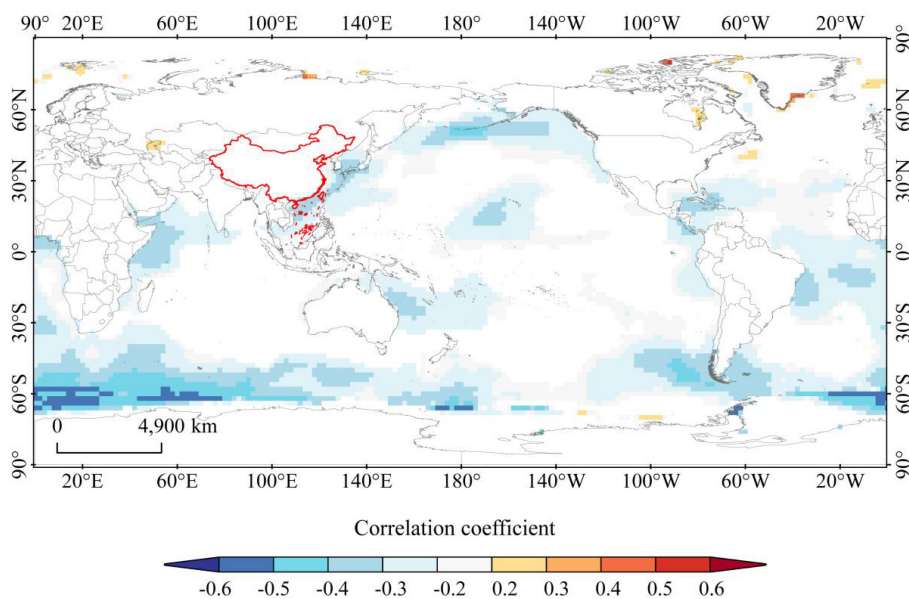 90° 20°E 60°E 100°E 140°E 180° 140°W 100°W 60°W 20°W 90°
60°N 60°N
30°N 30°N
0° 0°
30°S 30°S
60°S 60°S
0 4,900 km
90° 90°
20°E 60°E 100°E 140°E 180° 140°W 100°W 60°W 20°W
Correlation coefficient
-0.6 -0.5 -0.4 -0.3 -0.2 0.2 0.3 0.4 0.5 0.6